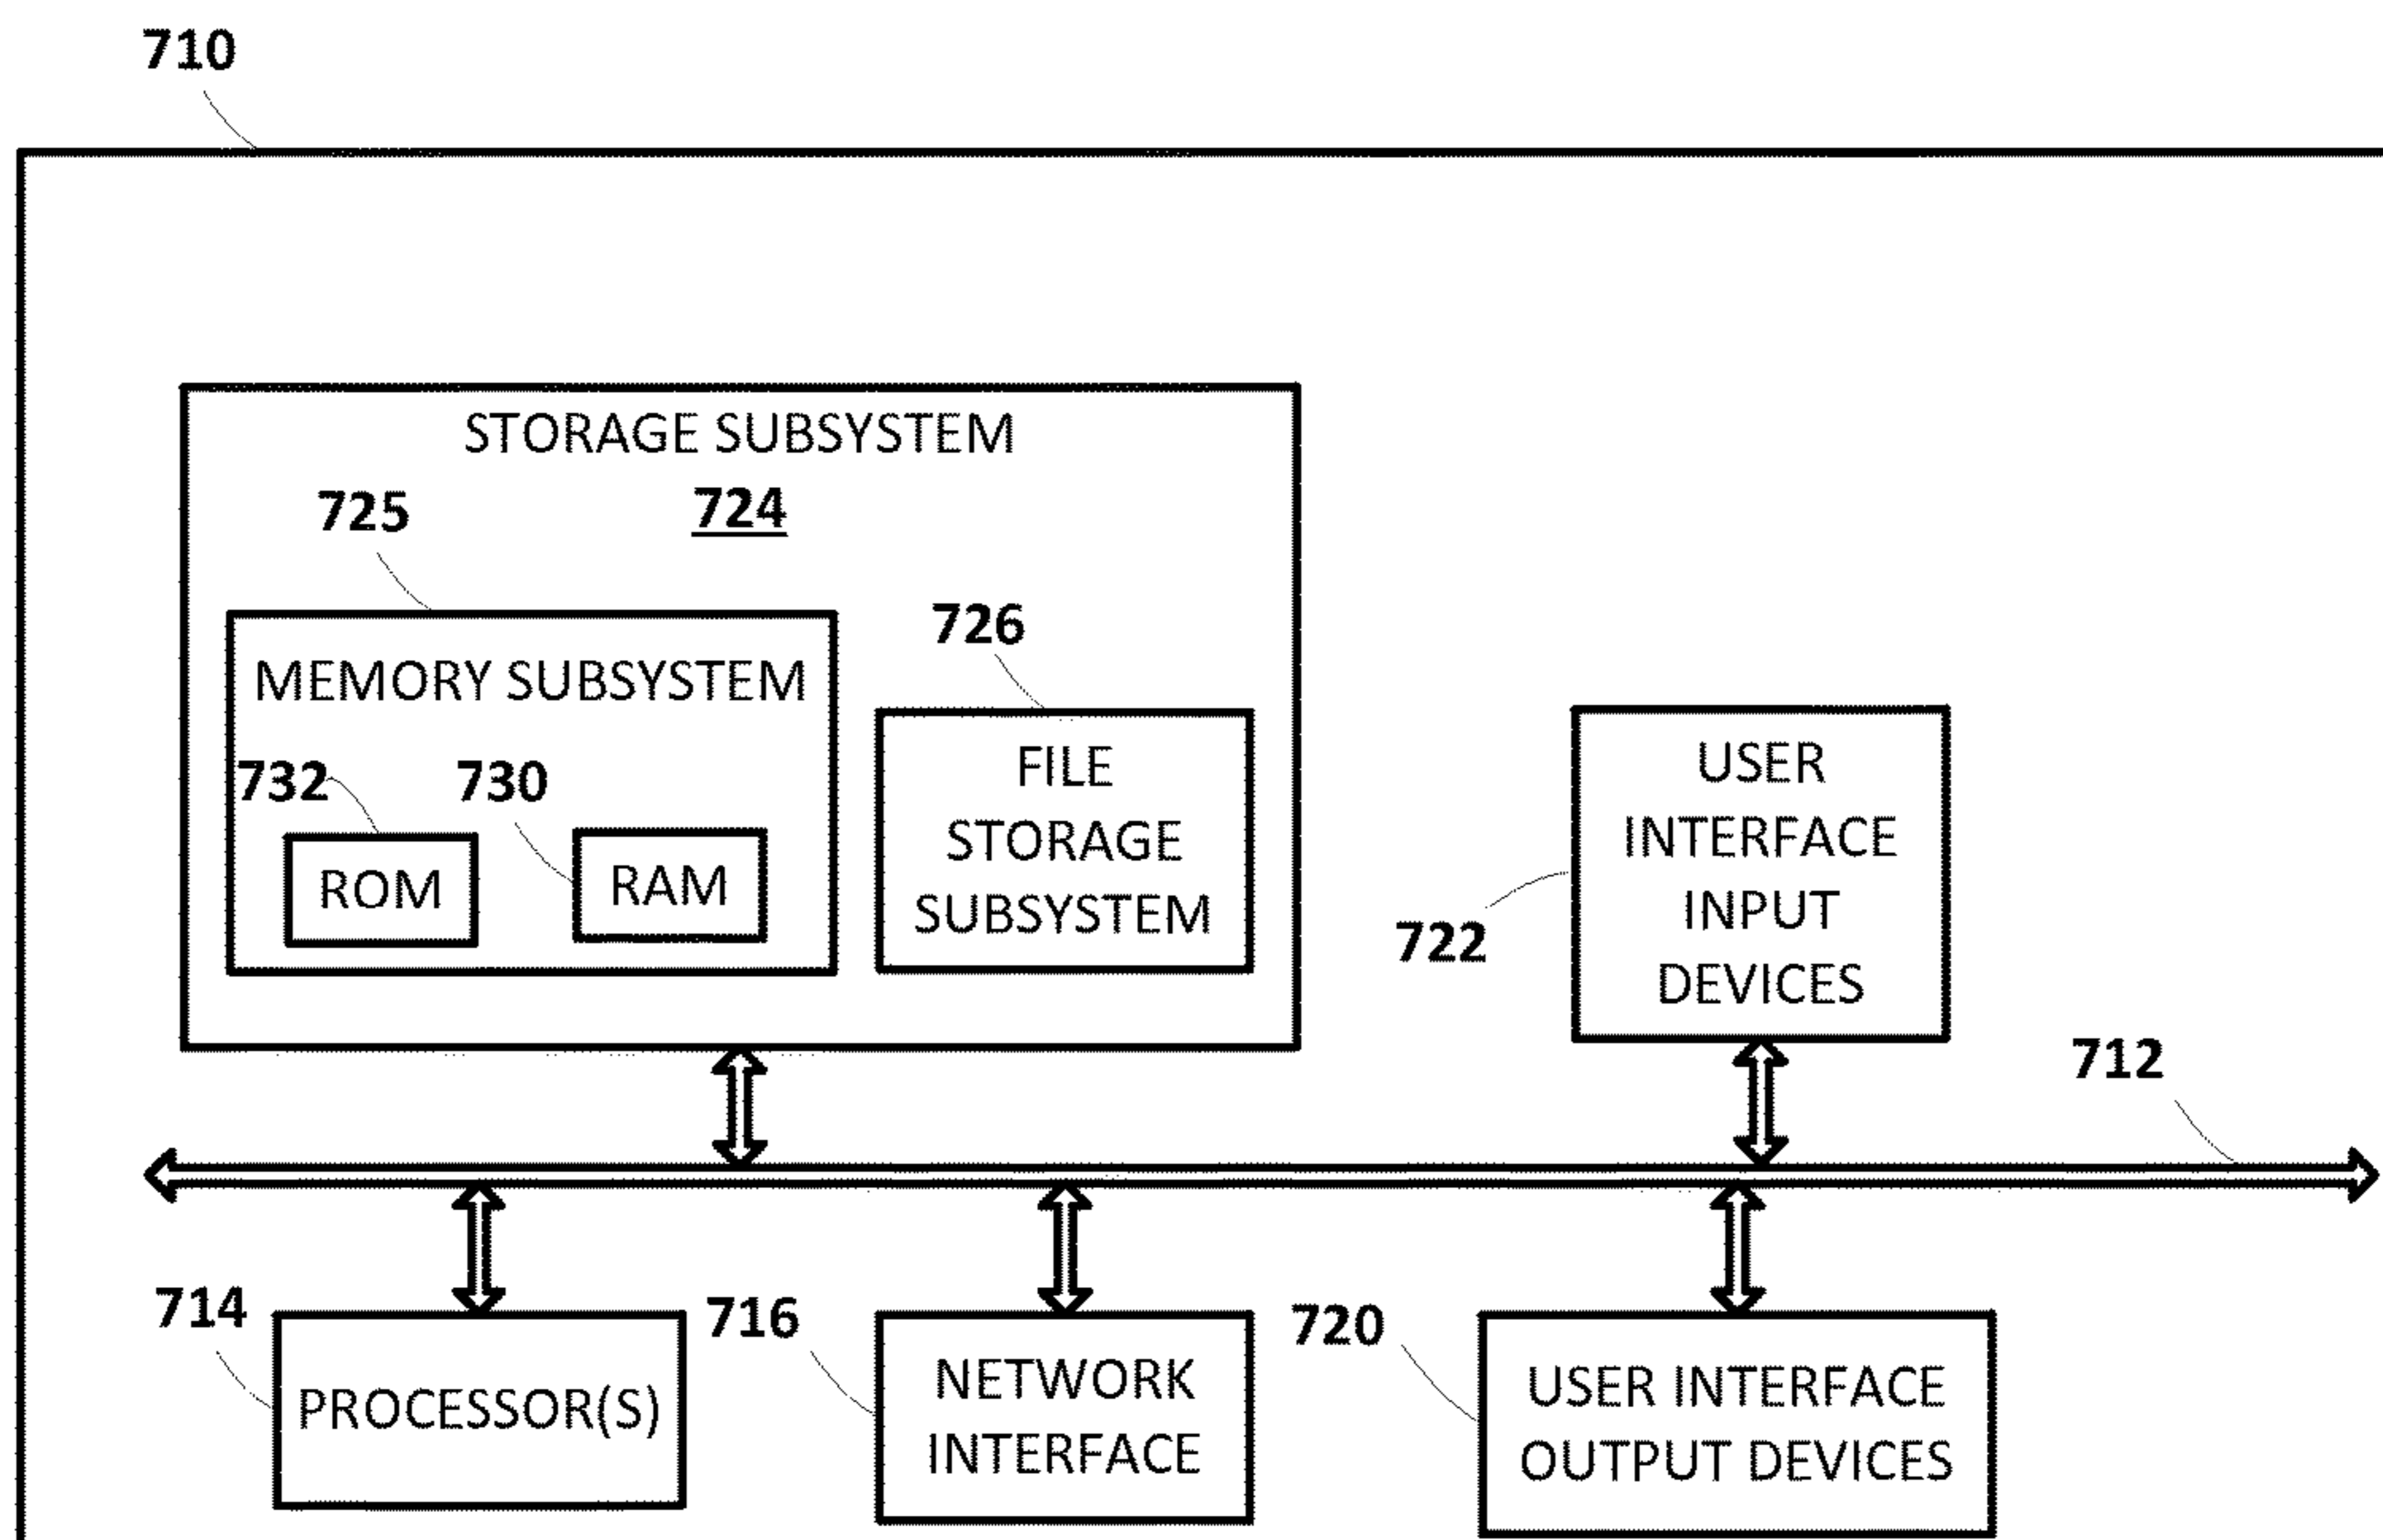 710
STORAGE SUBSYSTEM
724
725
726
MEMORY SUBSYSTEM
732
730
ROM
RAM
FILE
STORAGE
SUBSYSTEM
USER
INTERFACE
INPUT
DEVICES
722
712
714
PROCESSOR(S)
716
NETWORK
INTERFACE
720
USER INTERFACE
OUTPUT DEVICES